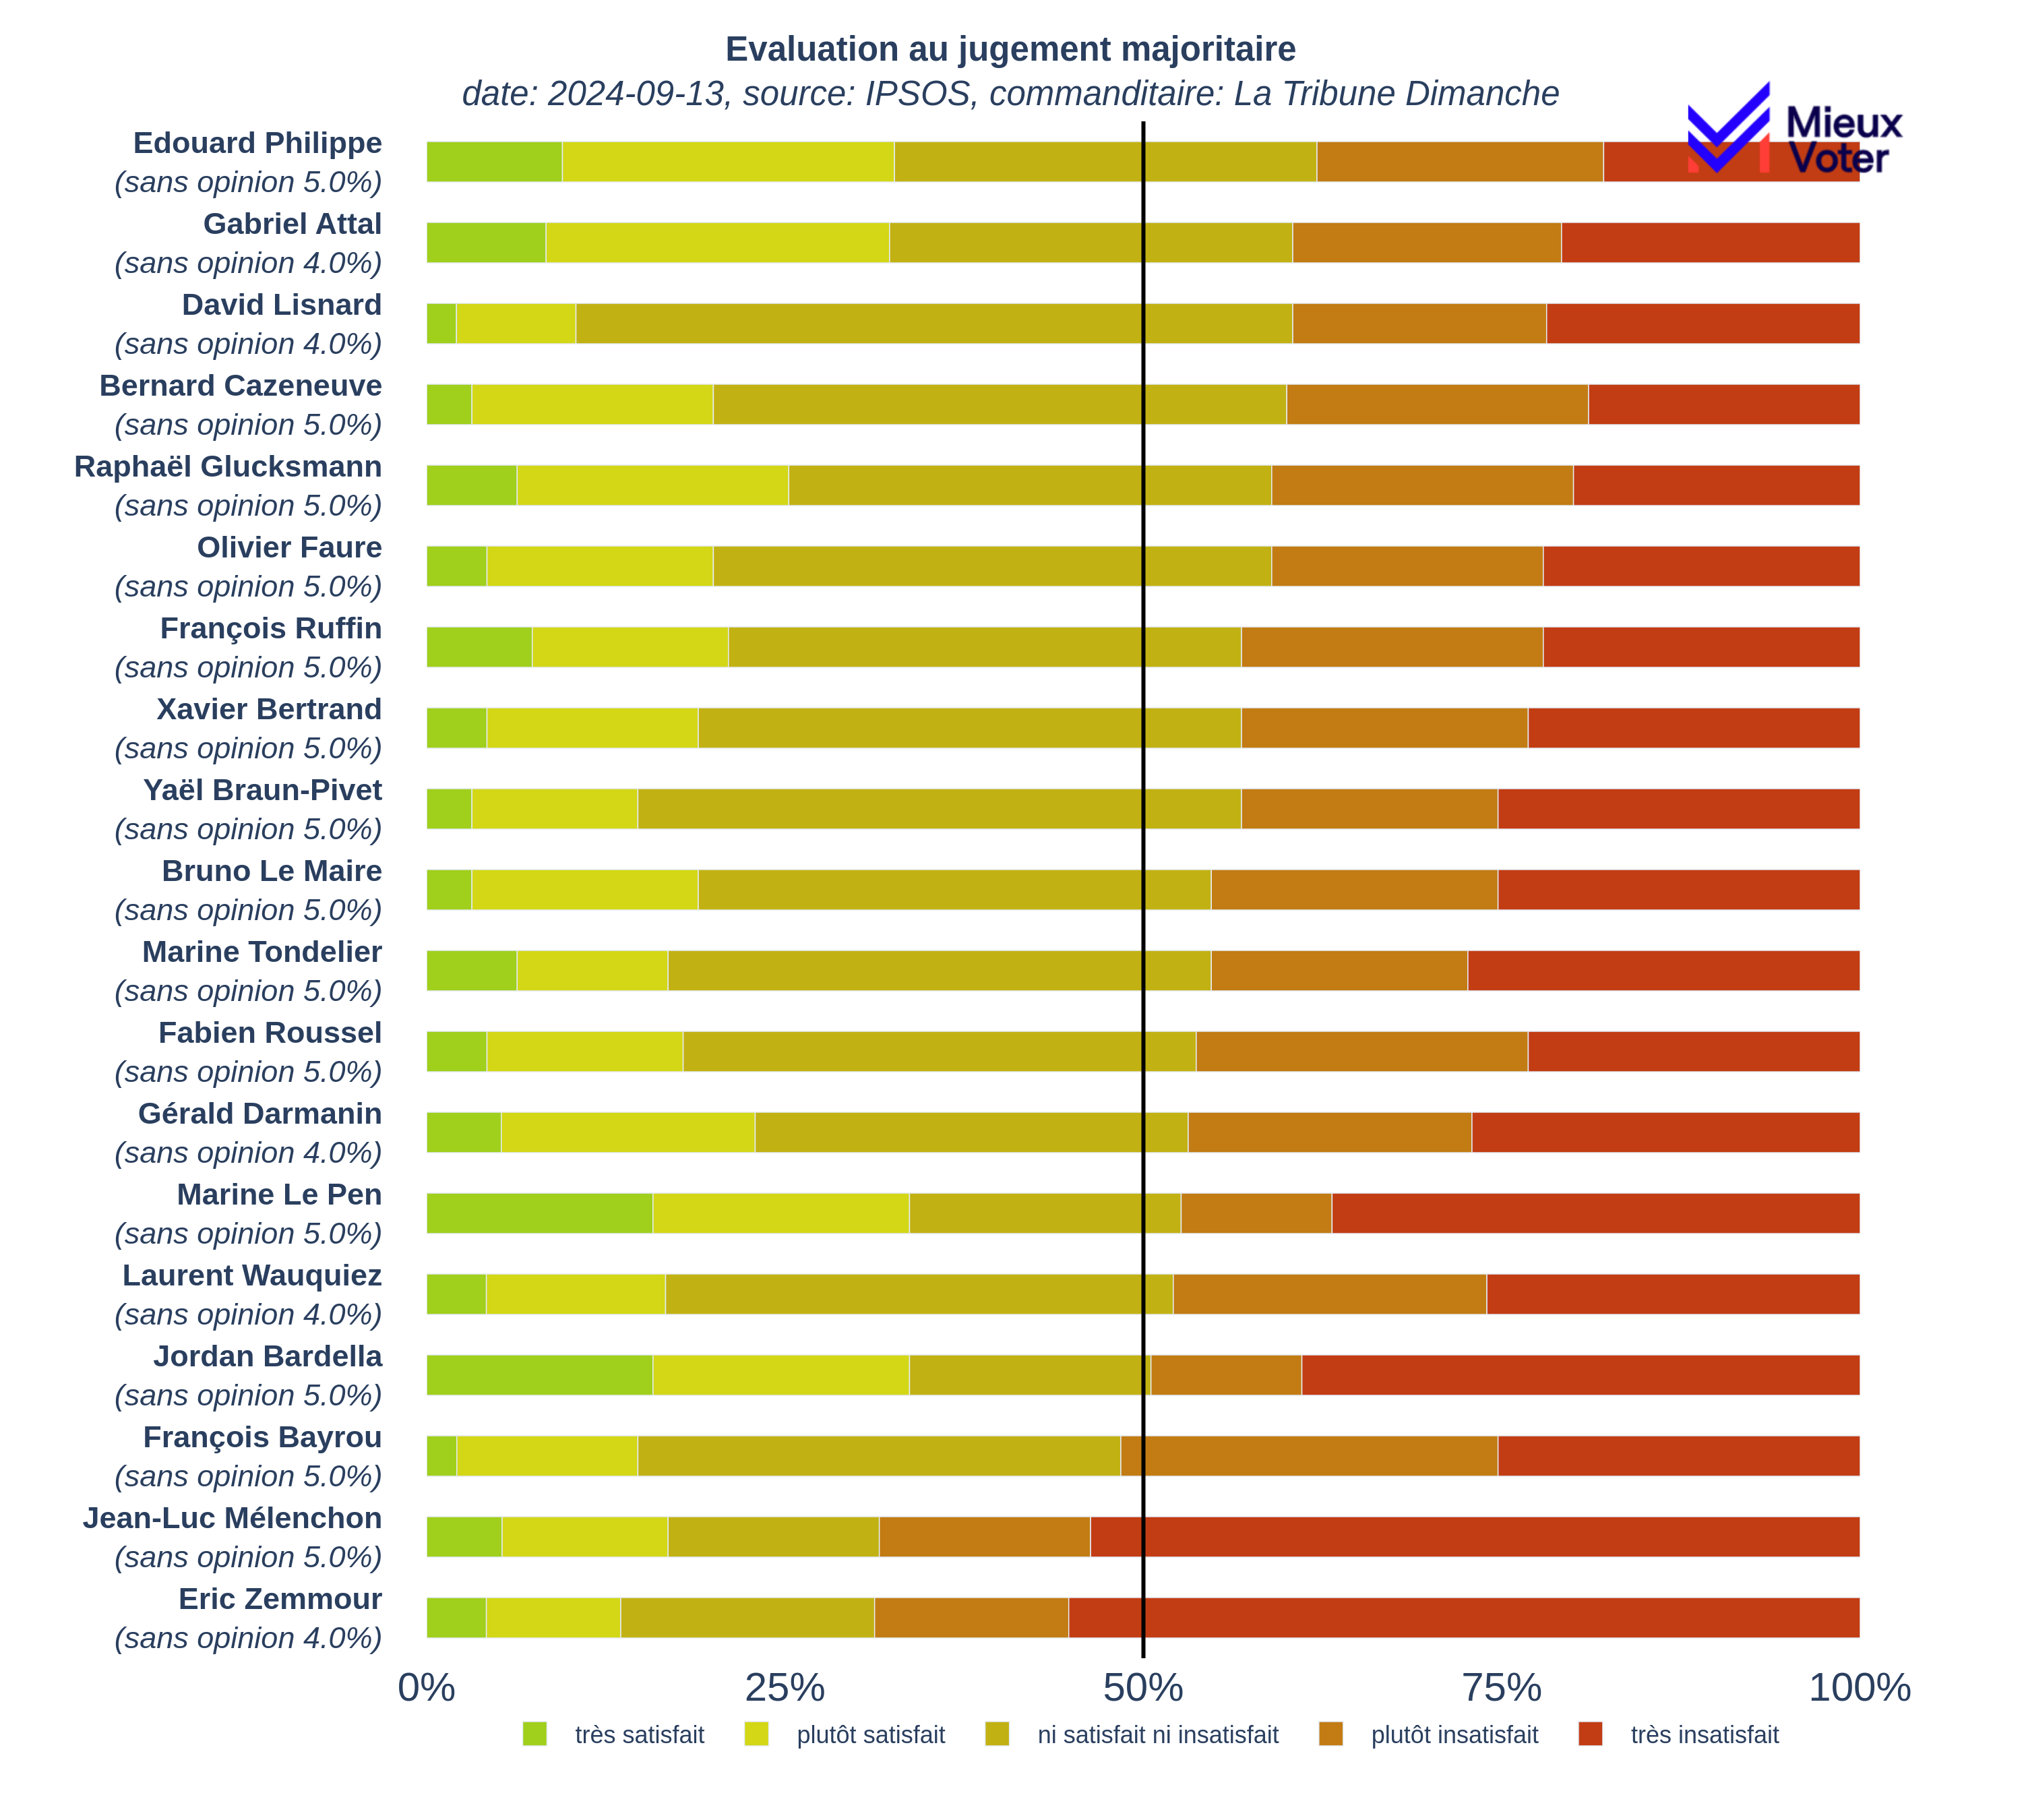 Evaluation au jugement majoritaire
date: 2024-09-13, source: IPSOS, commanditaire: La Tribune Dimanche
Mieux
Voter
Edouard Philippe
(sans opinion 5.0%)
Gabriel Attal
(sans opinion 4.0%)
David Lisnard
(sans opinion 4.0%)
Bernard Cazeneuve
(sans opinion 5.0%)
Raphaël Glucksmann
(sans opinion 5.0%)
Olivier Faure
(sans opinion 5.0%)
François Ruffin
(sans opinion 5.0%)
Xavier Bertrand
(sans opinion 5.0%)
Yaël Braun-Pivet
(sans opinion 5.0%)
Bruno Le Maire
(sans opinion 5.0%)
Marine Tondelier
(sans opinion 5.0%)
Fabien Roussel
(sans opinion 5.0%)
Gérald Darmanin
(sans opinion 4.0%)
Marine Le Pen
(sans opinion 5.0%)
Laurent Wauquiez
(sans opinion 4.0%)
Jordan Bardella
(sans opinion 5.0%)
François Bayrou
(sans opinion 5.0%)
Jean-Luc Mélenchon
(sans opinion 5.0%)
Eric Zemmour
(sans opinion 4.0%)
0% 25% 50% 75% 100%
très satisfait plutôt satisfait ni satisfait ni insatisfait plutôt insatisfait très insatisfait